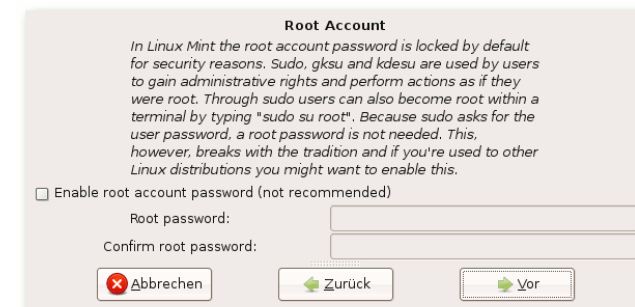 Root Account
In Linux Mint the root account password is locked by default
for security reasons. Sudo, gksu and kdesu are used by users
to gain administrative rights and perform actions as if they
were root. Through sudo users can also become root within a
terminal by typing "sudo su root". Because sudo asks for the
user password, a root password is not needed. This,
however, breaks with the tradition and if you're used to other
Linux distributions you might want to enable this.
Enable root account password (not recommended)
Root password:
Confirm root password:
Abbrechen Zurück Vor